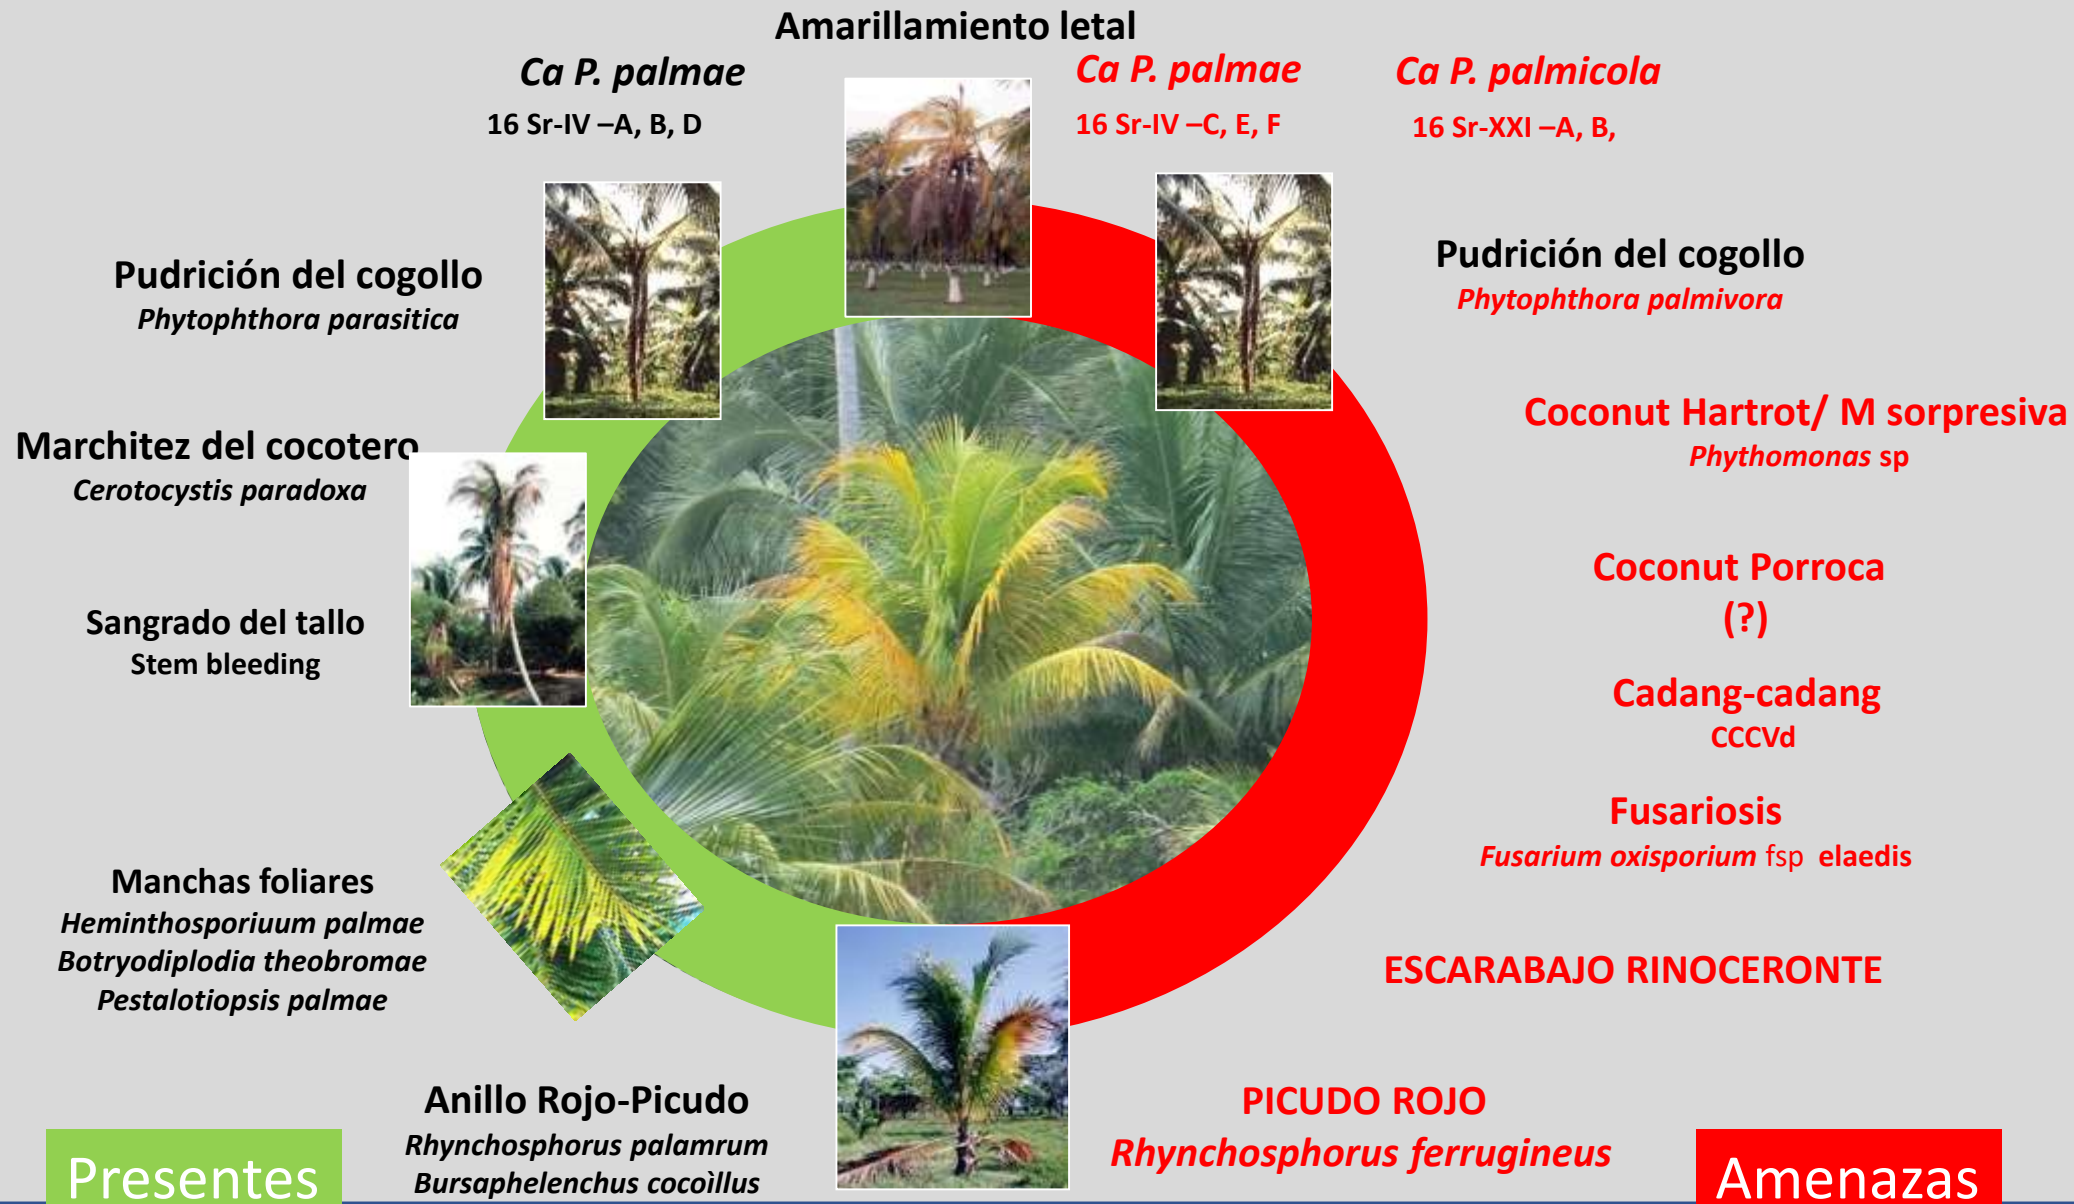 Amarillamiento letal
Ca P. palmae
16 Sr-IV –A, B, D
Ca P. palmae
16 Sr-IV –C, E, F
Ca P. palmicola
16 Sr-XXI –A, B,
Pudrición del cogollo
Phytophthora parasitica
Marchitez del cocotero
Cerotocystis paradoxa
Sangrado del tallo
Stem bleeding
Manchas foliares
Heminthosporiuum palmae
Botryodiplodia theobromae
Pestalotiopsis palmae
Anillo Rojo-Picudo
Rhynchosphorus palamrum
Bursaphelenchus cocoìllus
Presentes
Pudrición del cogollo
Phytophthora palmivora
Coconut Hartrot/ M sorpresiva
Phythomonas sp
Coconut Porroca
(?)
Cadang-cadang
CCCVd
Fusariosis
Fusarium oxisporium fsp elaedis
ESCARABAJO RINOCERONTE
PICUDO ROJO
Rhynchosphorus ferrugineus
Amenazas